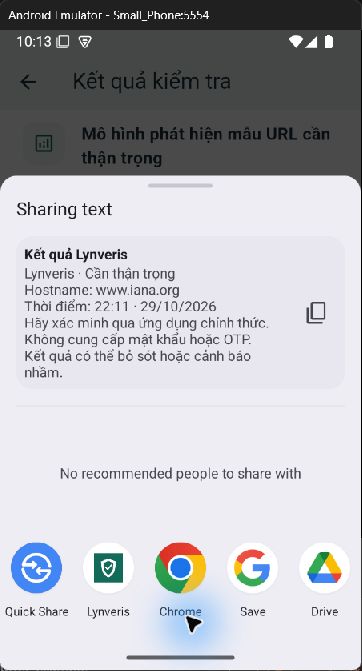 Android Emulator - Small_Phone:5554
10:13
Kết quả kiểm tra
Mô hình phát hiện mẫu URL cần
thận trọng
Sharing text
Kết quả Lynveris
Lynveris · Cần thận trọng
Hostname: www.iana.org
Thời điểm: 22:11 · 29/10/2026
Hãy xác minh qua ứng dụng chính thức.
Không cung cấp mật khẩu hoặc OTP.
Kết quả có thể bỏ sót hoặc cảnh báo
nhầm.
No recommended people to share with
Quick Share
Lynveris
Chrome
Save
Drive